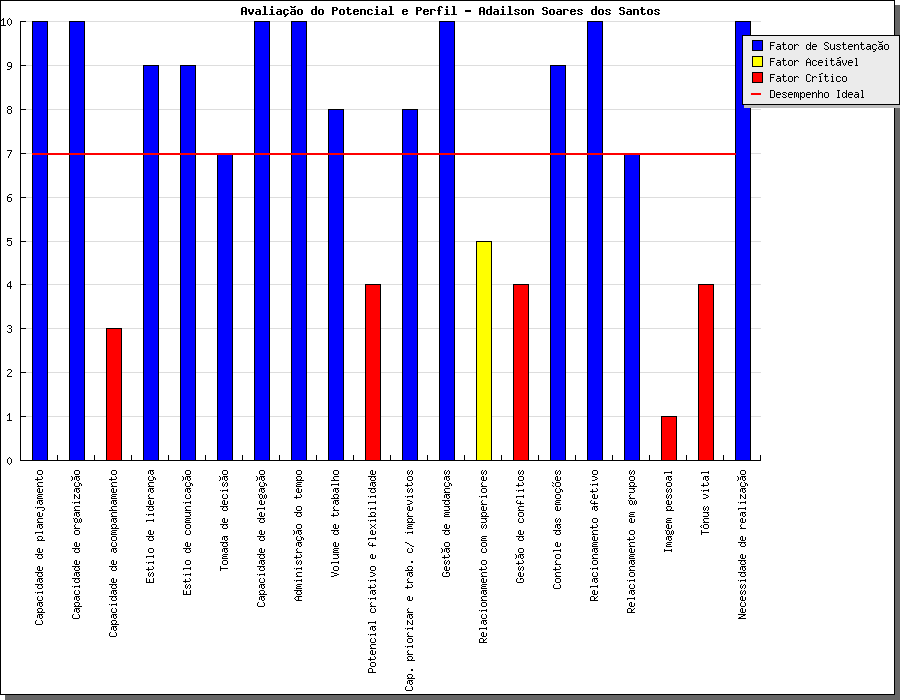 Avaliação do Potencial e Perfil - Adailson Soares dos Santos
Fator de Sustentação
Fator Aceitável
Fator Crítico
Desempenho Ideal
10
9
8
7
6
5
4
3
2
1
0
Capacidade de planejamento
Capacidade de organização
Capacidade de acompanhamento
Estilo de liderança
Estilo de comunicação
Tomada de decisão
Capacidade de delegação
Administração do tempo
Volume de trabalho
Potencial criativo e flexibilidade
Cap. priorizar e trab. c/ imprevistos
Gestão de mudanças
Relacionamento com superiores
Gestão de conflitos
Controle das emoções
Relacionamento afetivo
Relacionamento em grupos
Imagem pessoal
Tônus vital
Necessidade de realização